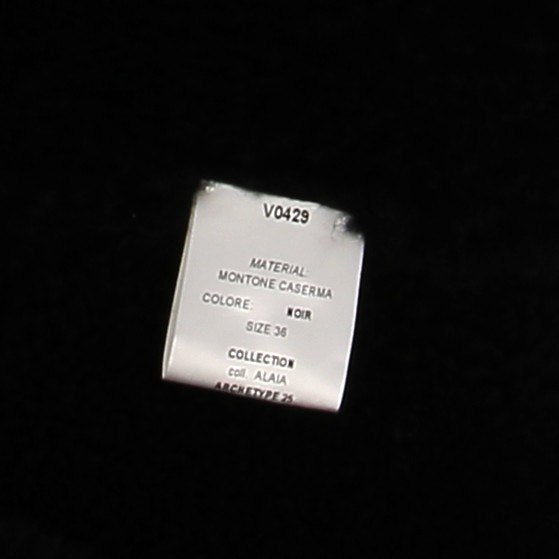 V0429
MATERIAL:
MONTONE CASERMA
COLORE: NOIR
SIZE 36
COLLECTION
coll. ALAIA
ARCHETYPE 25